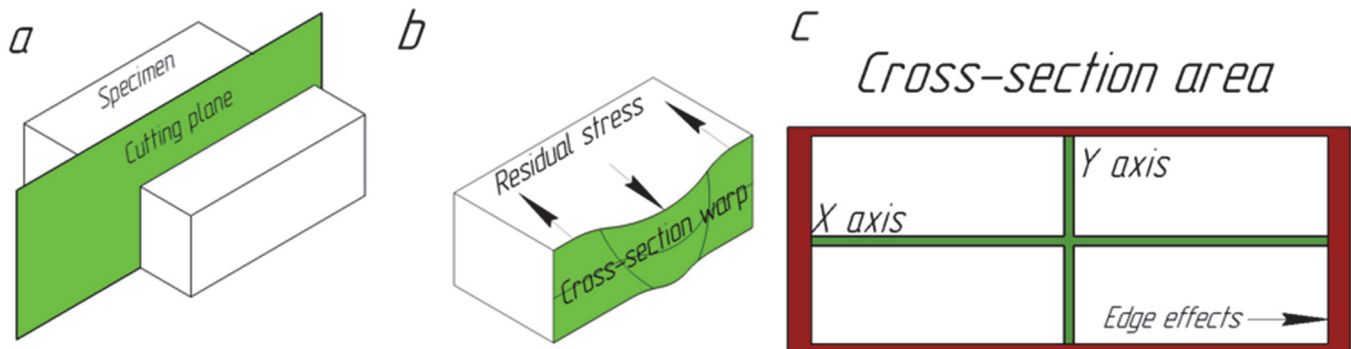 a
Specimen
Cutting plane
b
Residual stress
Cross-section warp
c
Cross-section area
Y axis
X axis
Edge effects